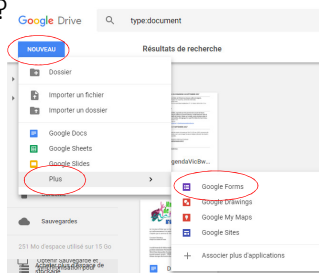 ?
Google Drive type:document
NOUVEAU Résultats de recherche
Dossier
Importer un fichier
Importer un dossier
Google Docs
Google Sheets
Google Slides
Plus
gendaVicBw...
Google Forms
Google Drawings
Google My Maps
Google Sites
Associer plus d'applications
Sauvegardes
251 Mo d'espace utilisé sur 15 Go
D